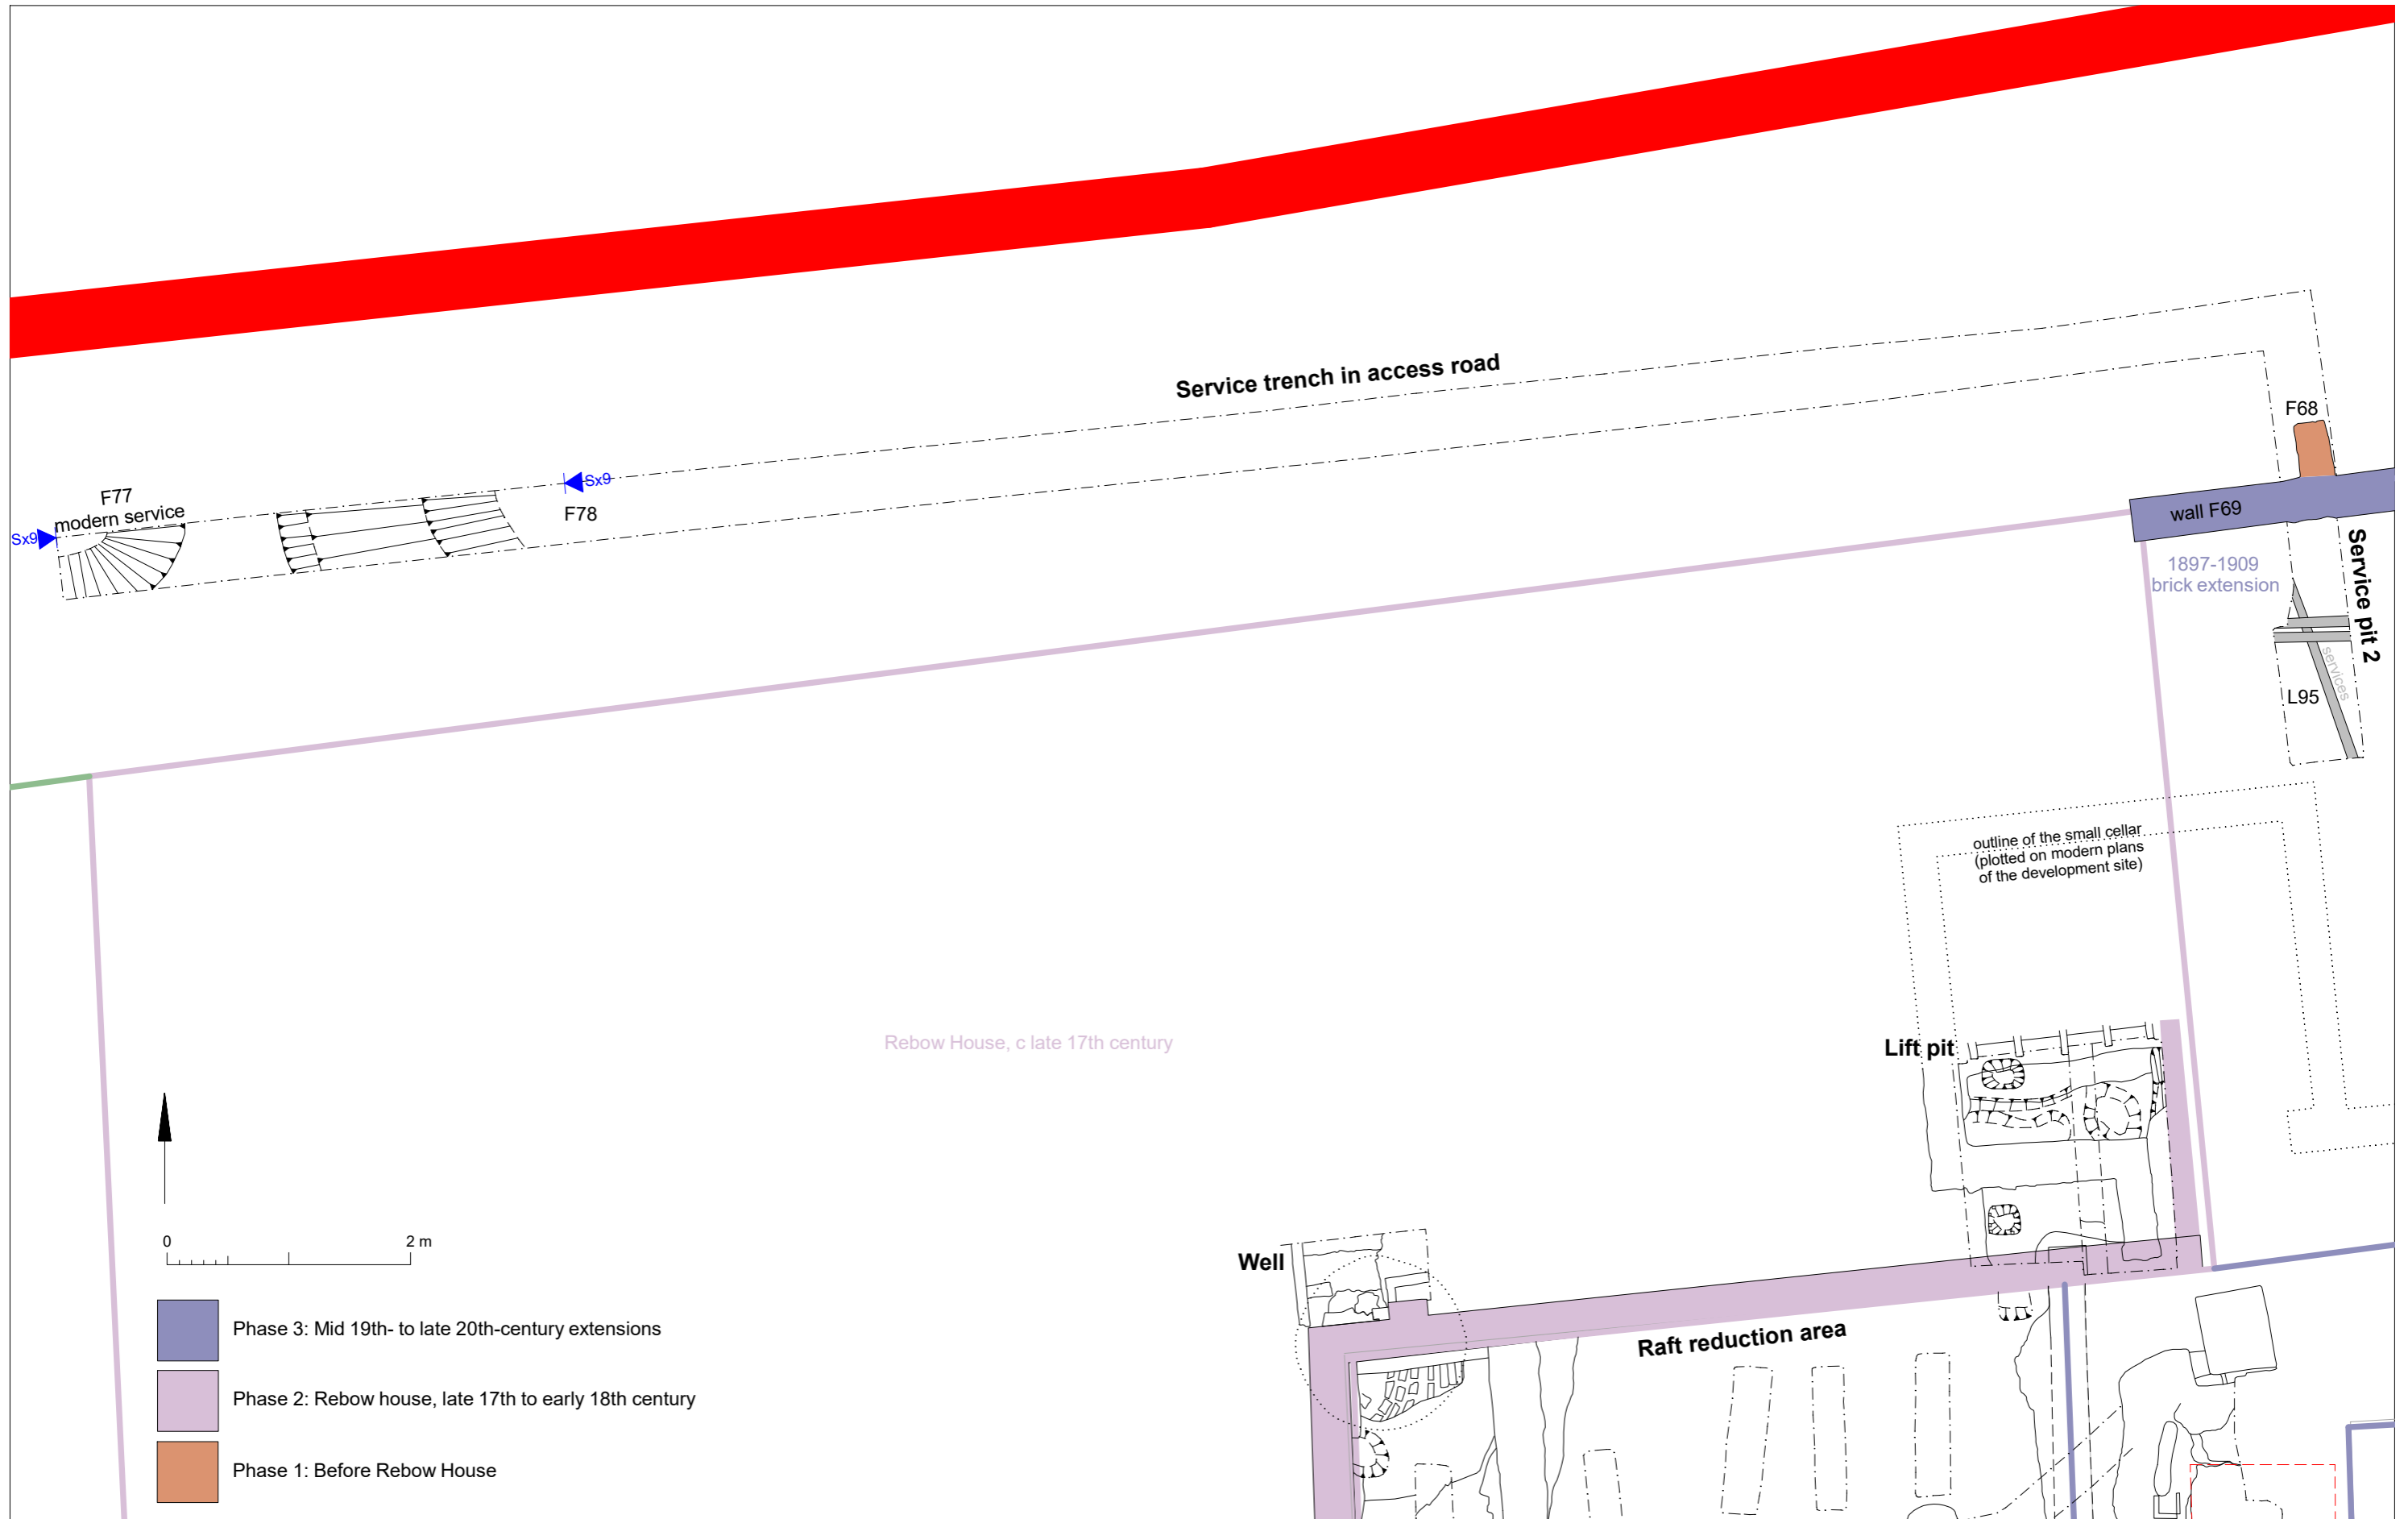 Service trench in access road
F68
Sx9
F78
F77
modern service
Sx9
wall F69
Service pit 2
1897-1909
brick extension
services
L95
outline of the small cellar
(plotted on modern plans
of the development site)
Rebow House, c late 17th century
Lift pit
0
2 m
Well
Raft reduction area
Phase 3: Mid 19th- to late 20th-century extensions
Phase 2: Rebow house, late 17th to early 18th century
Phase 1: Before Rebow House